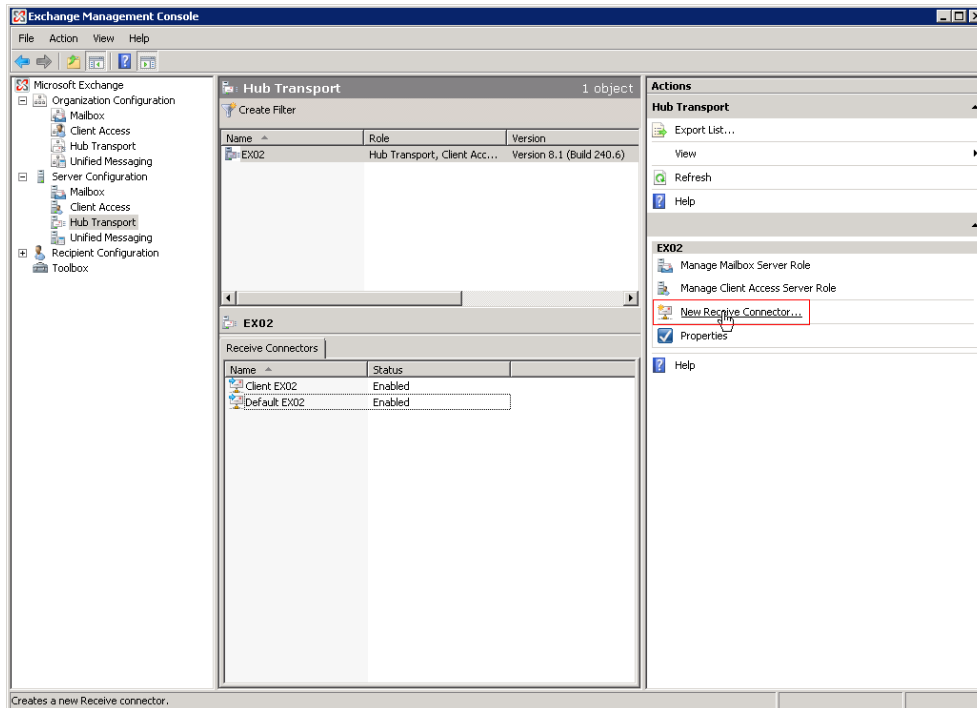 Exchange Management Console
File Action View Help
Microsoft Exchange
Organization Configuration
Mailbox
Client Access
Hub Transport
Unified Messaging
Server Configuration
Mailbox
Client Access
Hub Transport
Unified Messaging
Recipient Configuration
Toolbox
Hub Transport 1 object
Create Filter
Name Role Version
EX02 Hub Transport, Client Acc... Version 8.1 (Build 240.6)
EX02
Receive Connectors
Name Status
Client EX02 Enabled
Default EX02 Enabled
Actions
Hub Transport
Export List...
View
Refresh
Help
EX02
Manage Mailbox Server Role
Manage Client Access Server Role
New Receive Connector...
Properties
Help
Creates a new Receive connector.